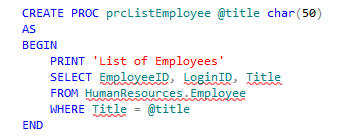 CREATE PROC prcListEmployee @title char(50)
AS
BEGIN
PRINT 'List of Employees'
SELECT EmployeeID, LoginID, Title
FROM HumanResources.Employee
WHERE Title = @title
END